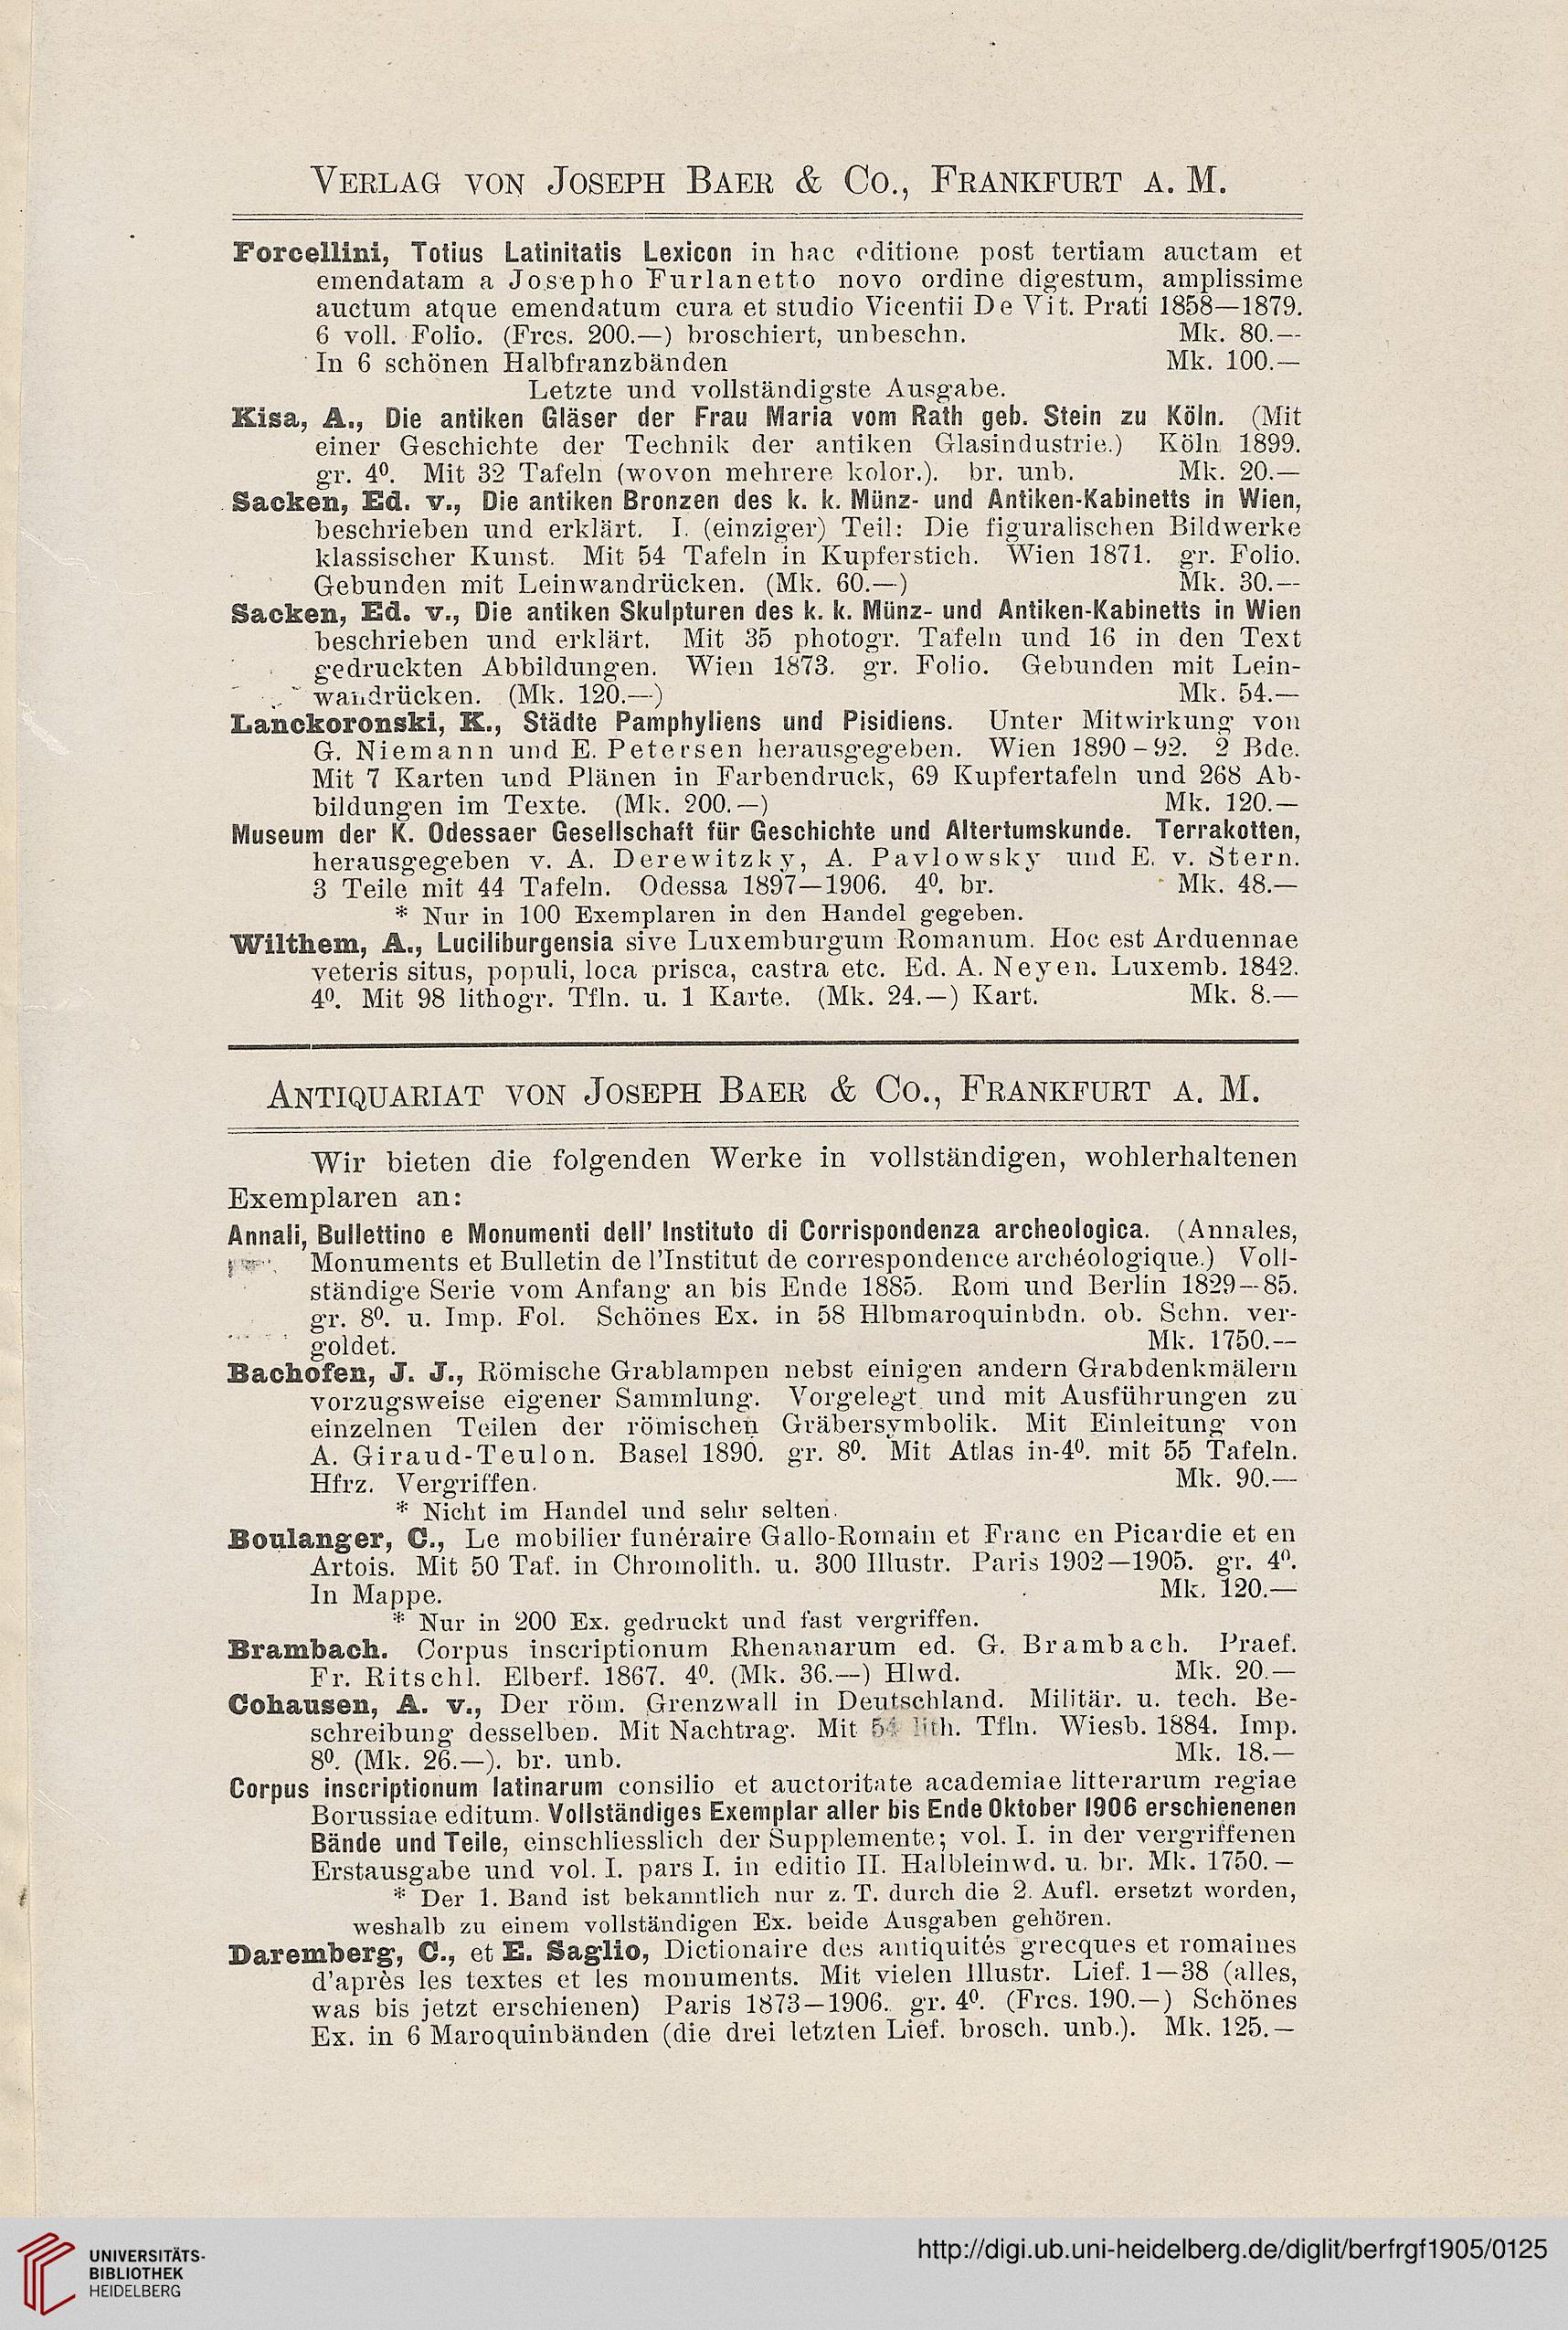 VERLAG VON JOSEPH BAER & CO., FRANKFURT A. M.
Forcellini, Totius Latinitatis Lexicon in hac editione post tertiam auctam et
emendatam a Josepho Furlanetto novo ordine digestum, amplissime
auctum atque emendatum cura et studio Vicentii De Vit. Prati 1858—1879.
6 voll. Folio. (Frcs. 200.—) broschiert, unbeschn. Mk. 80.—
In 6 schönen Halbfranzbänden Mk. 100.—
Letzte und vollständigste Ausgabe.
Kisa, A., Die antiken Gläser der Frau Maria vom Rath geb. Stein zu Köln. (Mit
einer Geschichte der Technik der antiken Glasindustrie.) Köln 1899.
gr. 4⁰. Mit 32 Tafeln (wovon mehrere kolor.). br. unb. Mk. 20.—
Sacken, Ed. v., Die antiken Bronzen des k. k. Münz- und Antiken-Kabinetts in Wien,
beschrieben und erklärt. I. (einziger) Teil: Die figuralischen Bildwerke
klassischer Kunst. Mit 54 Tafeln in Kupferstich. Wien 1871. gr. Folio.
Gebunden mit Leinwandrücken. (Mk. 60.—) Mk. 30.—
Sacken, Ed. v., Die antiken Skulpturen des k. k. Münz- und Antiken-Kabinetts in Wien
beschrieben und erklärt. Mit 35 photogr. Tafeln und 16 in den Text
gedruckten Abbildungen. Wien 1873. gr. Folio. Gebunden mit Lein-
wandrücken. (Mk. 120.—) Mk. 54.—
Lanckoronski, K., Städte Pamphyliens und Pisidiens. Unter Mitwirkung von
G. Niemann und E. Petersen herausgegeben. Wien 1890-92. 2 Bde.
Mit 7 Karten und Plänen in Farbendruck, 69 Kupfertafeln und 268 Ab-
bildungen im Texte. (Mk. 200.—) Mk. 120.—
Museum der K. Odessaer Gesellschaft für Geschichte und Altertumskunde. Terrakotten,
herausgegeben v. A. Derewitzky, A. Pavlowsky und E. v. Stern.
3 Teile mit 44 Tafeln. Odessa 1897—1906. 4⁰. br. Mk. 48.—
* Nur in 100 Exemplaren in den Handel gegeben.
Wilthem, A., Luciliburgensia sive Luxemburgum Romanum. Hoc est Arduennae
veteris situs, populi, loca prisca, castra etc. Ed. A. Neyen. Luxemb. 1842.
4⁰. Mit 98 lithogr. Tfln. u. 1 Karte. (Mk. 24.—) Kart. Mk. 8.—
ANTIQUARIAT VON JOSEPH BAER & CO., FRANKFURT A. M.
Wir bieten die folgenden Werke in vollständigen, wohlerhaltenen
Exemplaren an:
Annali, Bullettino e Monumenti dell' Instituto di Corrispondenza archeologica. (Annales,
Monuments et Bulletin de l'Institut de correspondence archéologique.) Voll-
ständige Serie vom Anfang an bis Ende 1885. Rom und Berlin 1829—85.
gr. 8⁰. u. Imp. Fol. Schönes Ex. in 58 Hlbmaroquinbdn. ob. Schn. ver-
goldet. Mk. 1750.—
Bachofen, J. J., Römische Grablampen nebst einigen andern Grabdenkmälern
vorzugsweise eigener Sammlung. Vorgelegt und mit Ausführungen zu
einzelnen Teilen der römischen Gräbersymbolik. Mit Einleitung von
A. Giraud-Teulon. Basel 1890. gr. 8⁰. Mit Atlas in-4⁰. mit 55 Tafeln.
Hfrz. Vergriffen. Mk. 90.—
* Nicht im Handel und sehr selten.
Boulanger, C., Le mobilier funéraire Gallo-Romain et Franc en Picardie et en
Artois. Mit 50 Taf. in Chromolith. u. 300 Illustr. Paris 1902—1905. gr. 4⁰.
In Mappe. Mk. 120.—
* Nur in 200 Ex. gedruckt und fast vergriffen.
Brambach. Corpus inscriptionum Rhenanarum ed. G. Brambach. Praef.
Fr. Ritschl. Elberf. 1867. 4⁰. (Mk. 36.—) Hlwd. Mk. 20.—
Cohausen, A. v., Der röm. Grenzwall in Deutschland. Militär. u. tech. Be-
schreibung desselben. Mit Nachtrag. Mit 54 lith. Tfln. Wiesb. 1884. Imp.
8⁰. (Mk. 26.—). br. unb. Mk. 18.—
Corpus inscriptionum latinarum consilio et auctoritate academiae litterarum regiae
Borussiae editum. Vollständiges Exemplar aller bis Ende Oktober 1906 erschienenen
Bände und Teile, einschliesslich der Supplemente; vol. I. in der vergriffenen
Erstausgabe und vol. I. pars I. in editio II. Halbleinwd. u. br. Mk. 1750.—
* Der 1. Band ist bekanntlich nur z. T. durch die 2. Aufl. ersetzt worden,
weshalb zu einem vollständigen Ex. beide Ausgaben gehören.
Daremberg, C., et E. Saglio, Dictionaire des antiquités grecques et romaines
d'après les textes et les monuments. Mit vielen Illustr. Lief. 1—38 (alles,
was bis jetzt erschienen) Paris 1873—1906. gr. 4⁰. (Frcs. 190.—) Schönes
Ex. in 6 Maroquinbänden (die drei letzten Lief. brosch. unb.). Mk. 125.—
UNIVERSITÄTS-
BIBLIOTHEK
HEIDELBERG
http://digi.ub.uni-heidelberg.de/diglit/berfrgf1905/0125